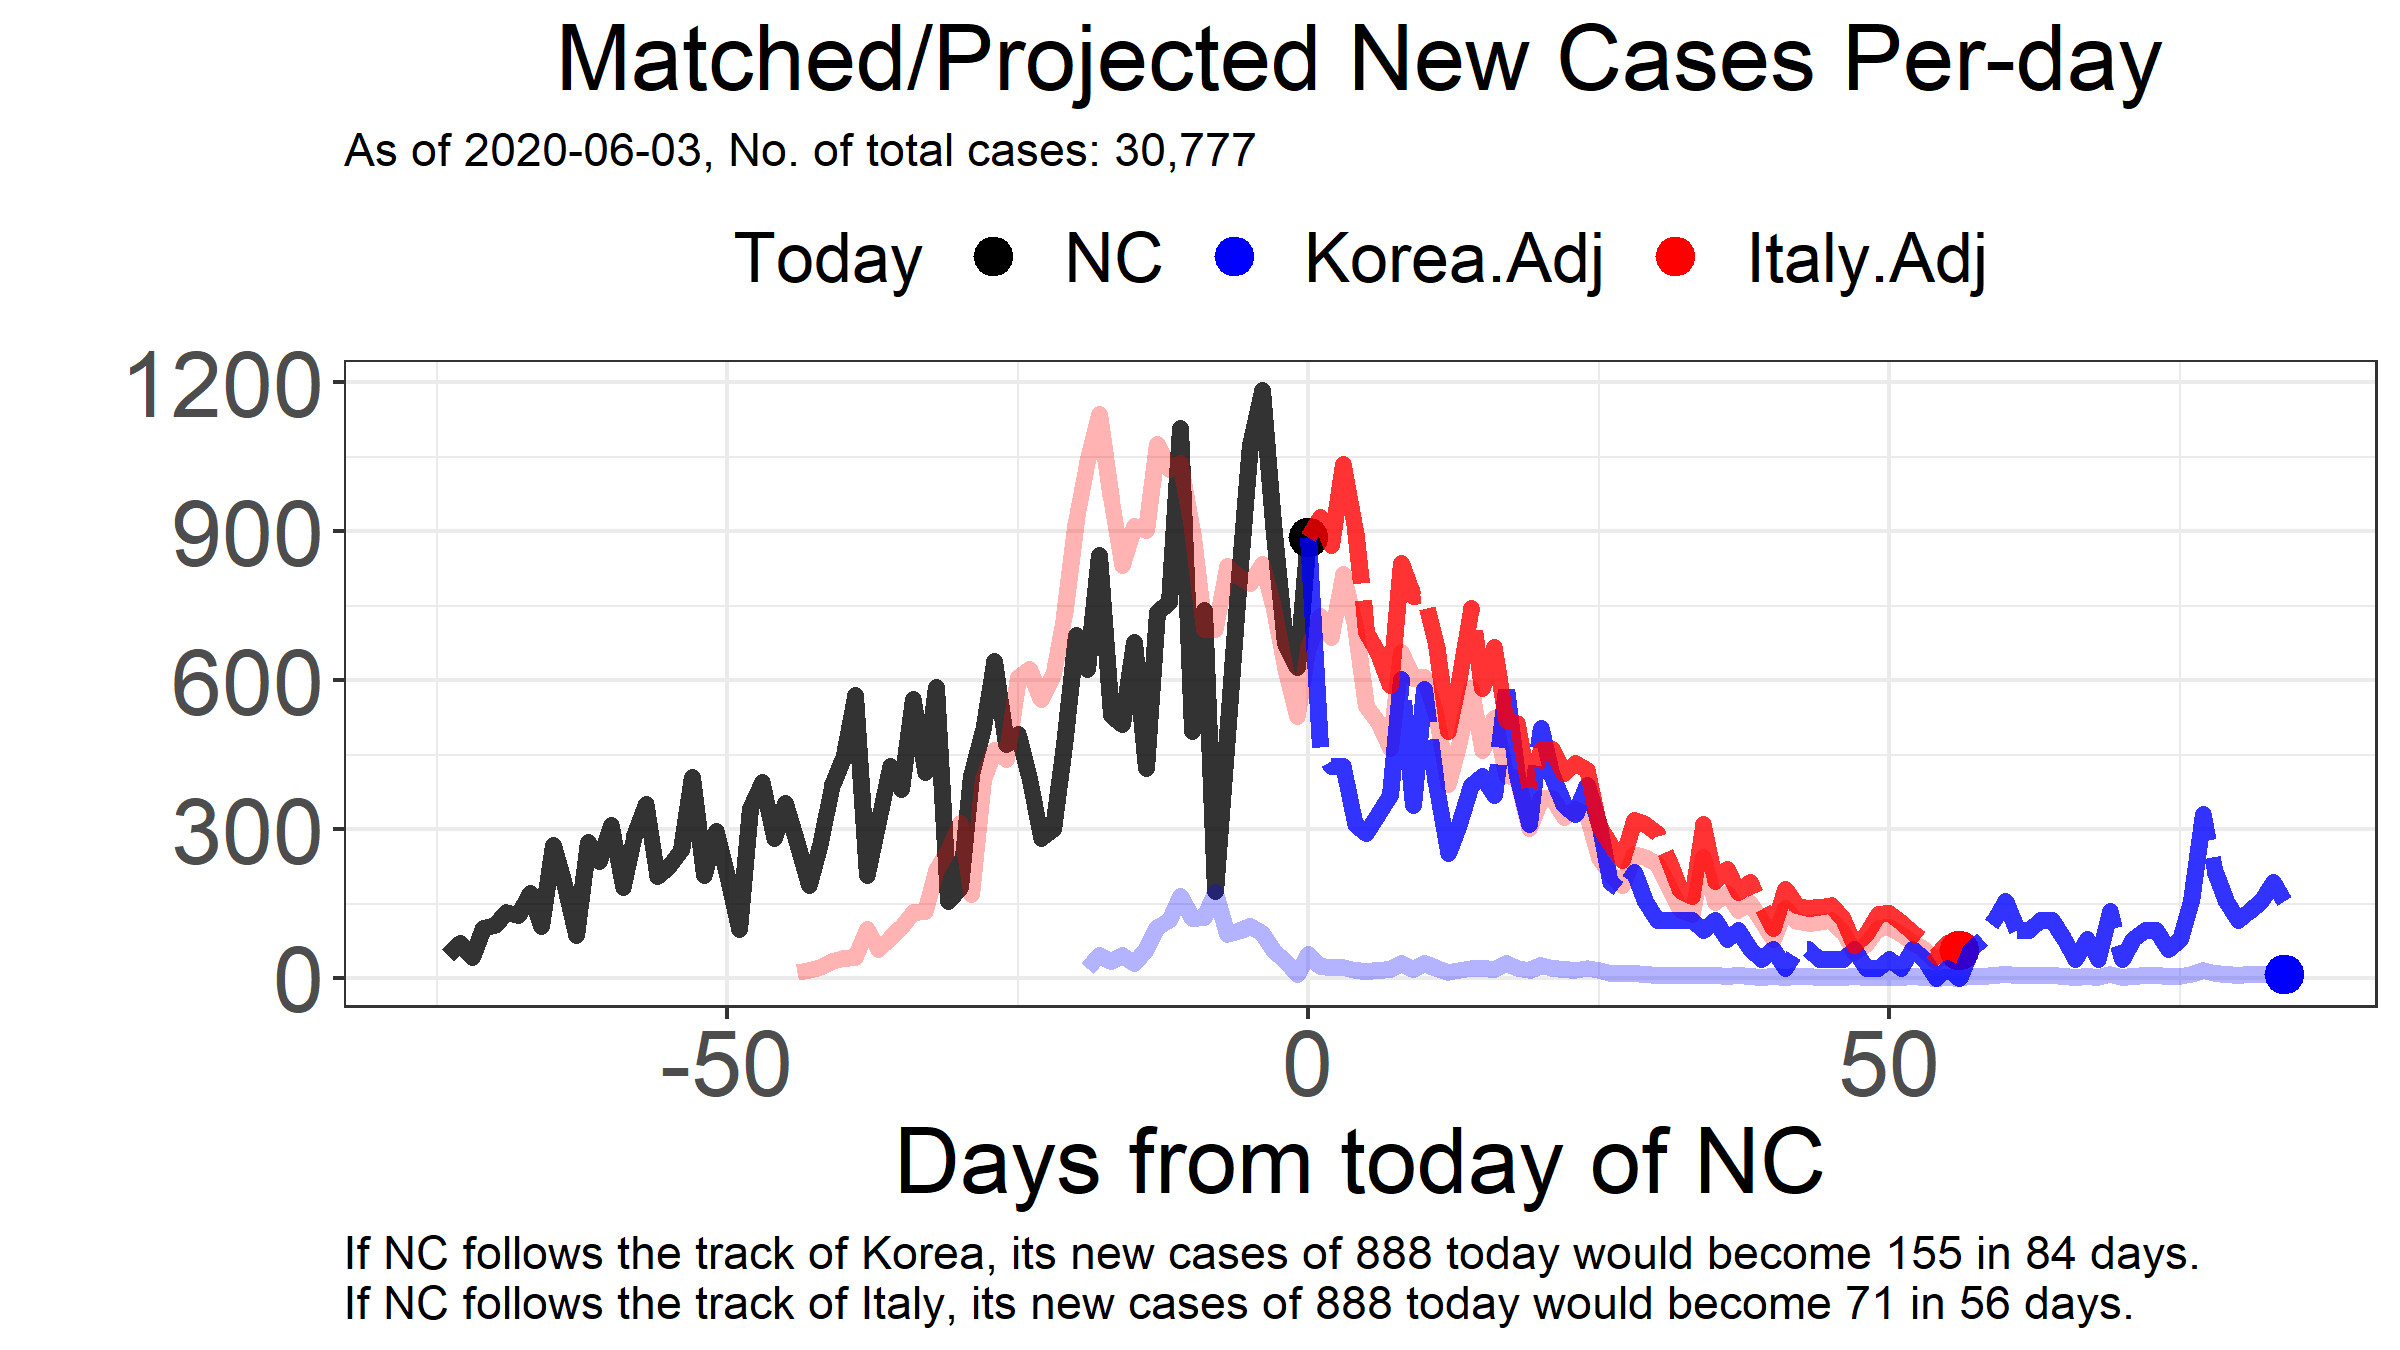 Matched/Projected New Cases Per-day
As of 2020-06-03, No. of total cases: 30,777
Today NC Korea.Adj Italy.Adj
1200
900
600
300
0
-50 0 50
Days from today of NC
If NC follows the track of Korea, its new cases of 888 today would become 155 in 84 days.
If NC follows the track of Italy, its new cases of 888 today would become 71 in 56 days.